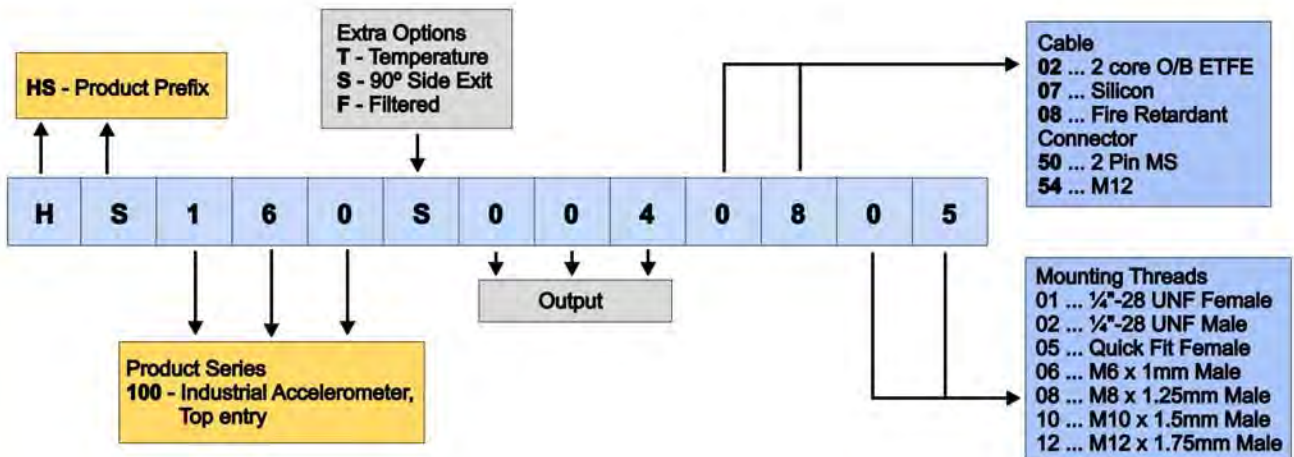 Extra Options
T - Temperature
S - 90º Side Exit
F - Filtered
HS - Product Prefix
Cable
02 ... 2 core O/B ETFE
07 ... Silicon
08 ... Fire Retardant
Connector
50 ... 2 Pin MS
54 ... M12
H S 1 6 0 S 0 0 4 0 8 0 5
Output
Product Series
100 - Industrial Accelerometer,
Top entry
Mounting Threads
01 ... ¼"-28 UNF Female
02 ... ¼"-28 UNF Male
05 ... Quick Fit Female
06 ... M6 x 1mm Male
08 ... M8 x 1.25mm Male
10 ... M10 x 1.5mm Male
12 ... M12 x 1.75mm Male